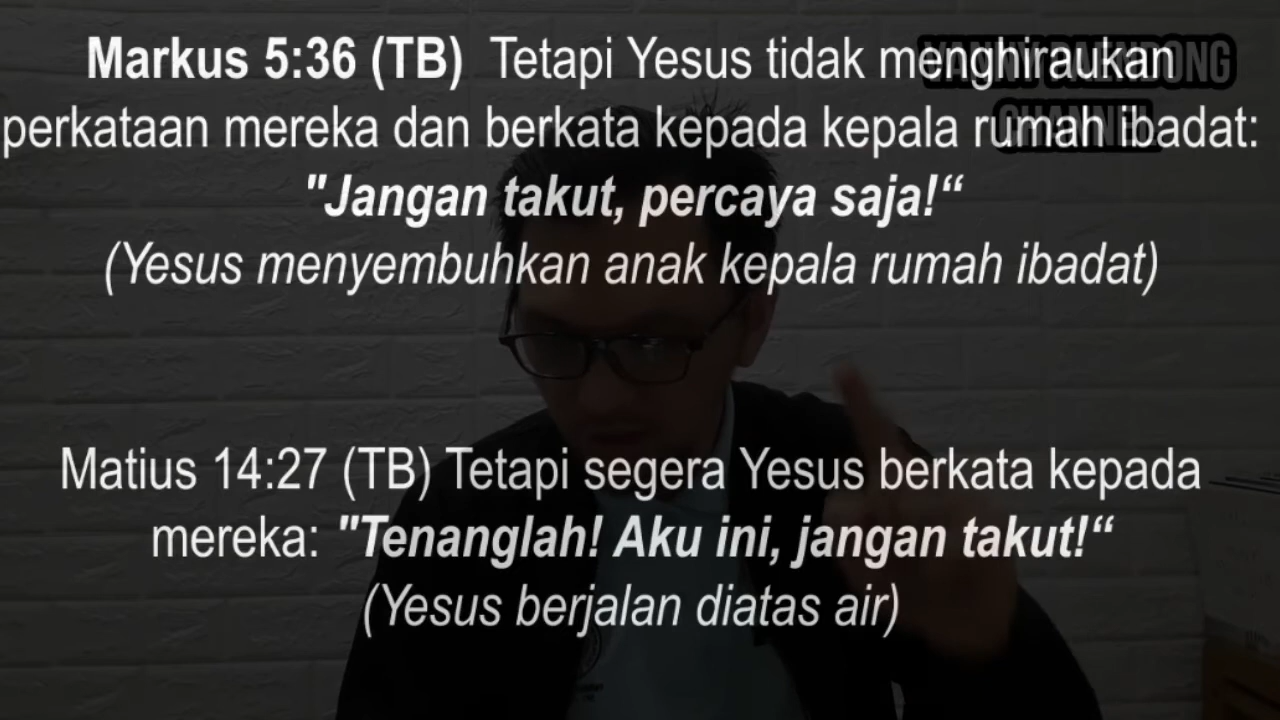 Markus 5:36 (TB) Tetapi Yesus tidak menghiraukan
perkataan mereka dan berkata kepada kepala rumah ibadat:
"Jangan takut, percaya saja!“
(Yesus menyembuhkan anak kepala rumah ibadat)
Matius 14:27 (TB) Tetapi segera Yesus berkata kepada
mereka: "Tenanglah! Aku ini, jangan takut!“
(Yesus berjalan diatas air)
CHANNEL